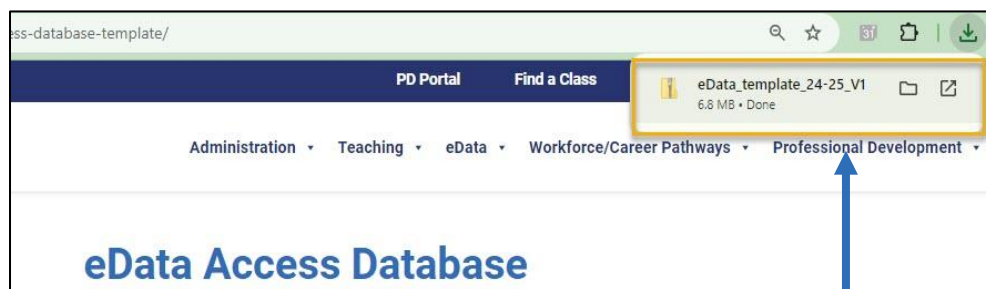 ess-database-template/
31
PD Portal Find a Class
eData_template_24-25_V1
6.8 MB • Done
Administration Teaching eData Workforce/Career Pathways Professional Development
eData Access Database